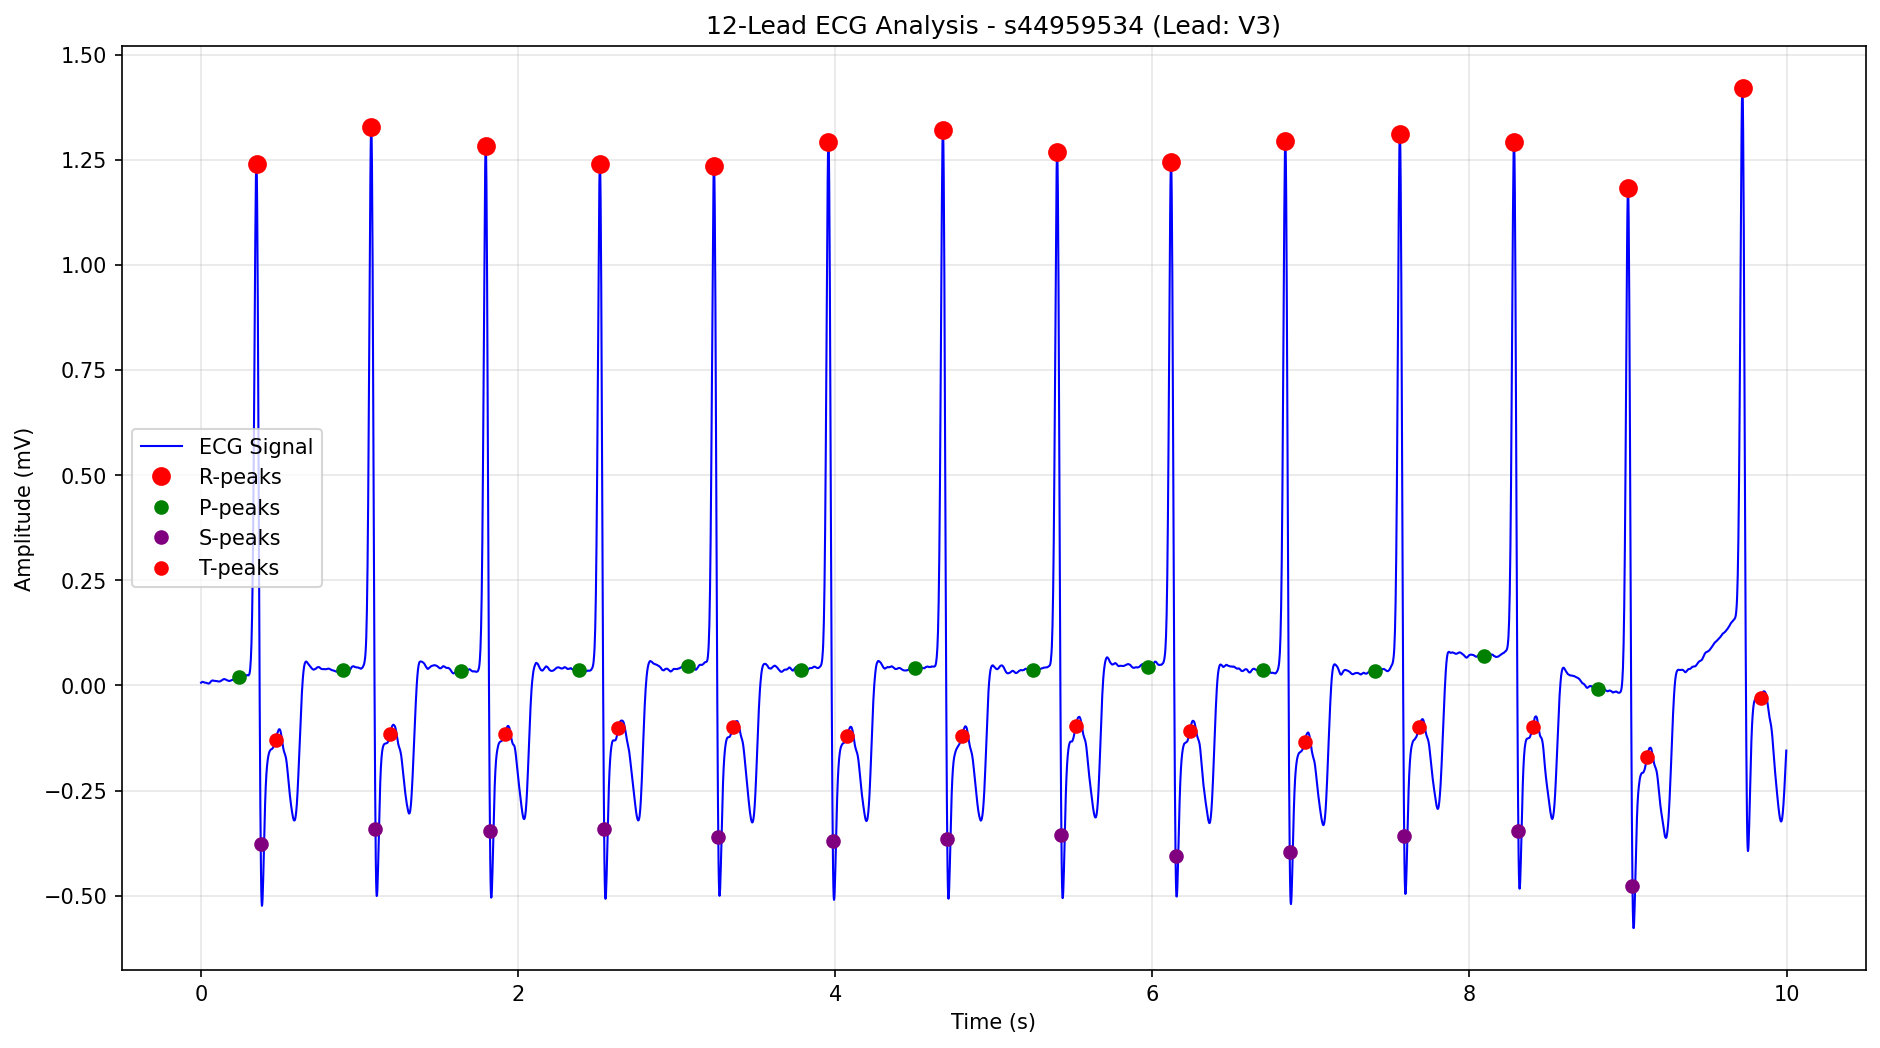 12-Lead ECG Analysis - s44959534 (Lead: V3)
1.50
1.25
1.00
0.75
0.50
0.25
0.00
−0.25
−0.50
Amplitude (mV)
ECG Signal
R-peaks
P-peaks
S-peaks
T-peaks
0 2 4 6 8 10
Time (s)